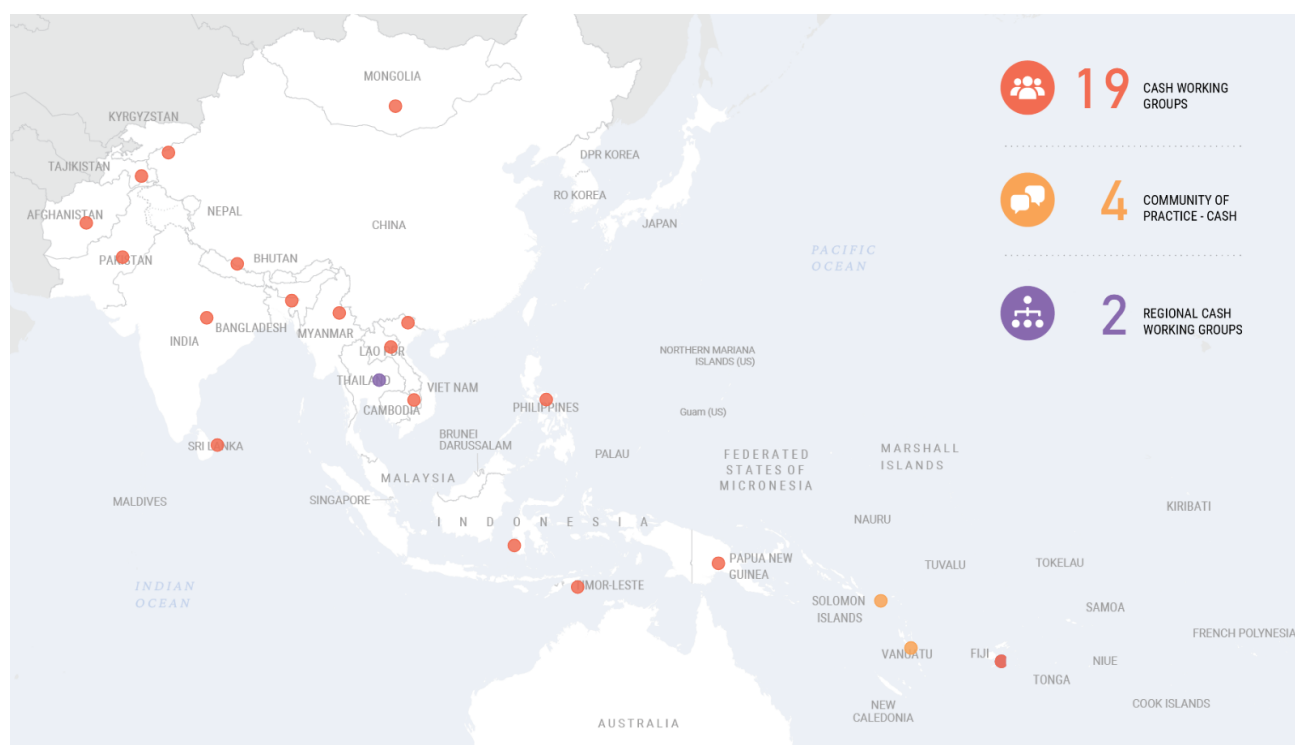 MONGOLIA
KYRGYZSTAN
TAJIKISTAN
AFGHANISTAN
PAKISTAN
NEPAL
BHUTAN
CHINA
DPR KOREA
RO KOREA
JAPAN
INDIA
BANGLADESH
MYANMAR
LAO PDR
THAILAND
VIET NAM
CAMBODIA
PHILIPPINES
SRI LANKA
MALDIVES
BRUNEI
DARUSSALAM
MALAYSIA
SINGAPORE
INDONESIA
TIMOR-LESTE
PALAU
NORTHERN MARIANA
ISLANDS (US)
Guam (US)
FEDERATED
STATES OF
MICRONESIA
MARSHALL
ISLANDS
NAURU
KIRIBATI
PAPUA NEW
GUINEA
TUVALU
TOKELAU
SOLOMON
ISLANDS
SAMOA
VANUATU
FIJI
NIUE
TONGA
FRENCH POLYNESIA
COOK ISLANDS
NEW
CALEDONIA
AUSTRALIA
PACIFIC
OCEAN
INDIAN
OCEAN
19 CASH WORKING
GROUPS
4 COMMUNITY OF
PRACTICE - CASH
2 REGIONAL CASH
WORKING GROUPS